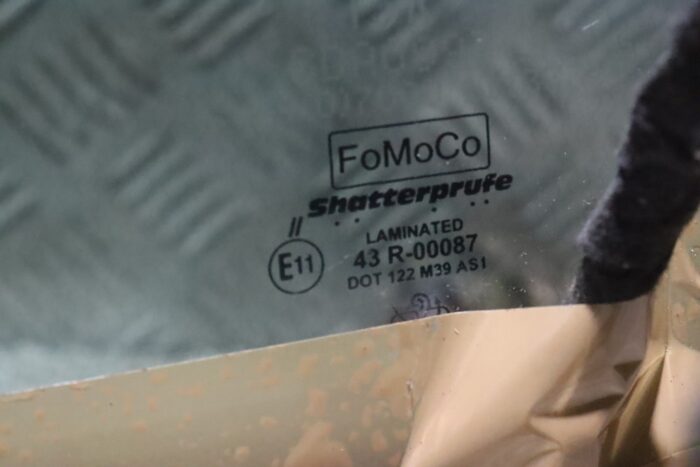 FoMoCo
Shatterprufe
//
LAMINATED
E11
43 R-00087
DOT 122 M39 AS1